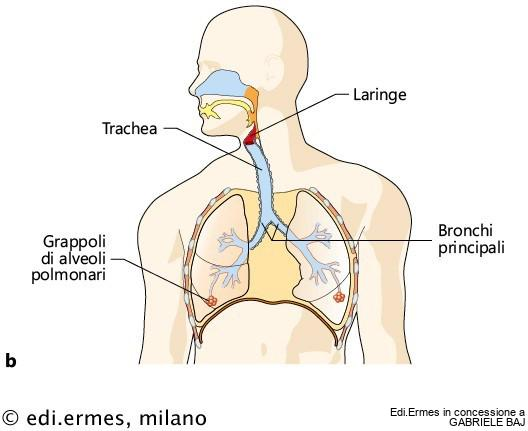 Laringe
Trachea
Bronchi
principali
Grappoli
di alveoli
polmonari
b
© edi.ermes, milano
Edi.Ermes in concessione a
GABRIELE BAJ